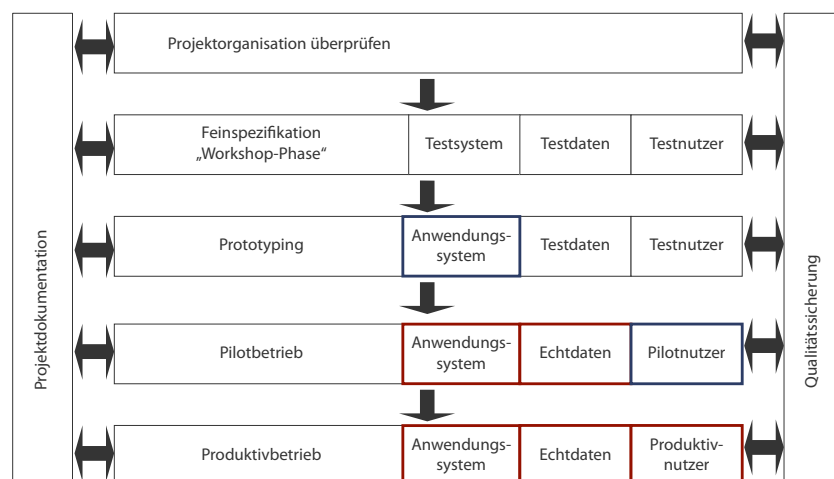 Projektdokumentation
Projektorganisation überprüfen
Feinspezifikation
„Workshop-Phase“
Testsystem
Testdaten
Testnutzer
Prototyping
Anwendungs-
system
Testdaten
Testnutzer
Pilotbetrieb
Anwendungs-
system
Echtdaten
Pilotnutzer
Produktivbetrieb
Anwendungs-
system
Echtdaten
Produktiv-
nutzer
Qualitätssicherung